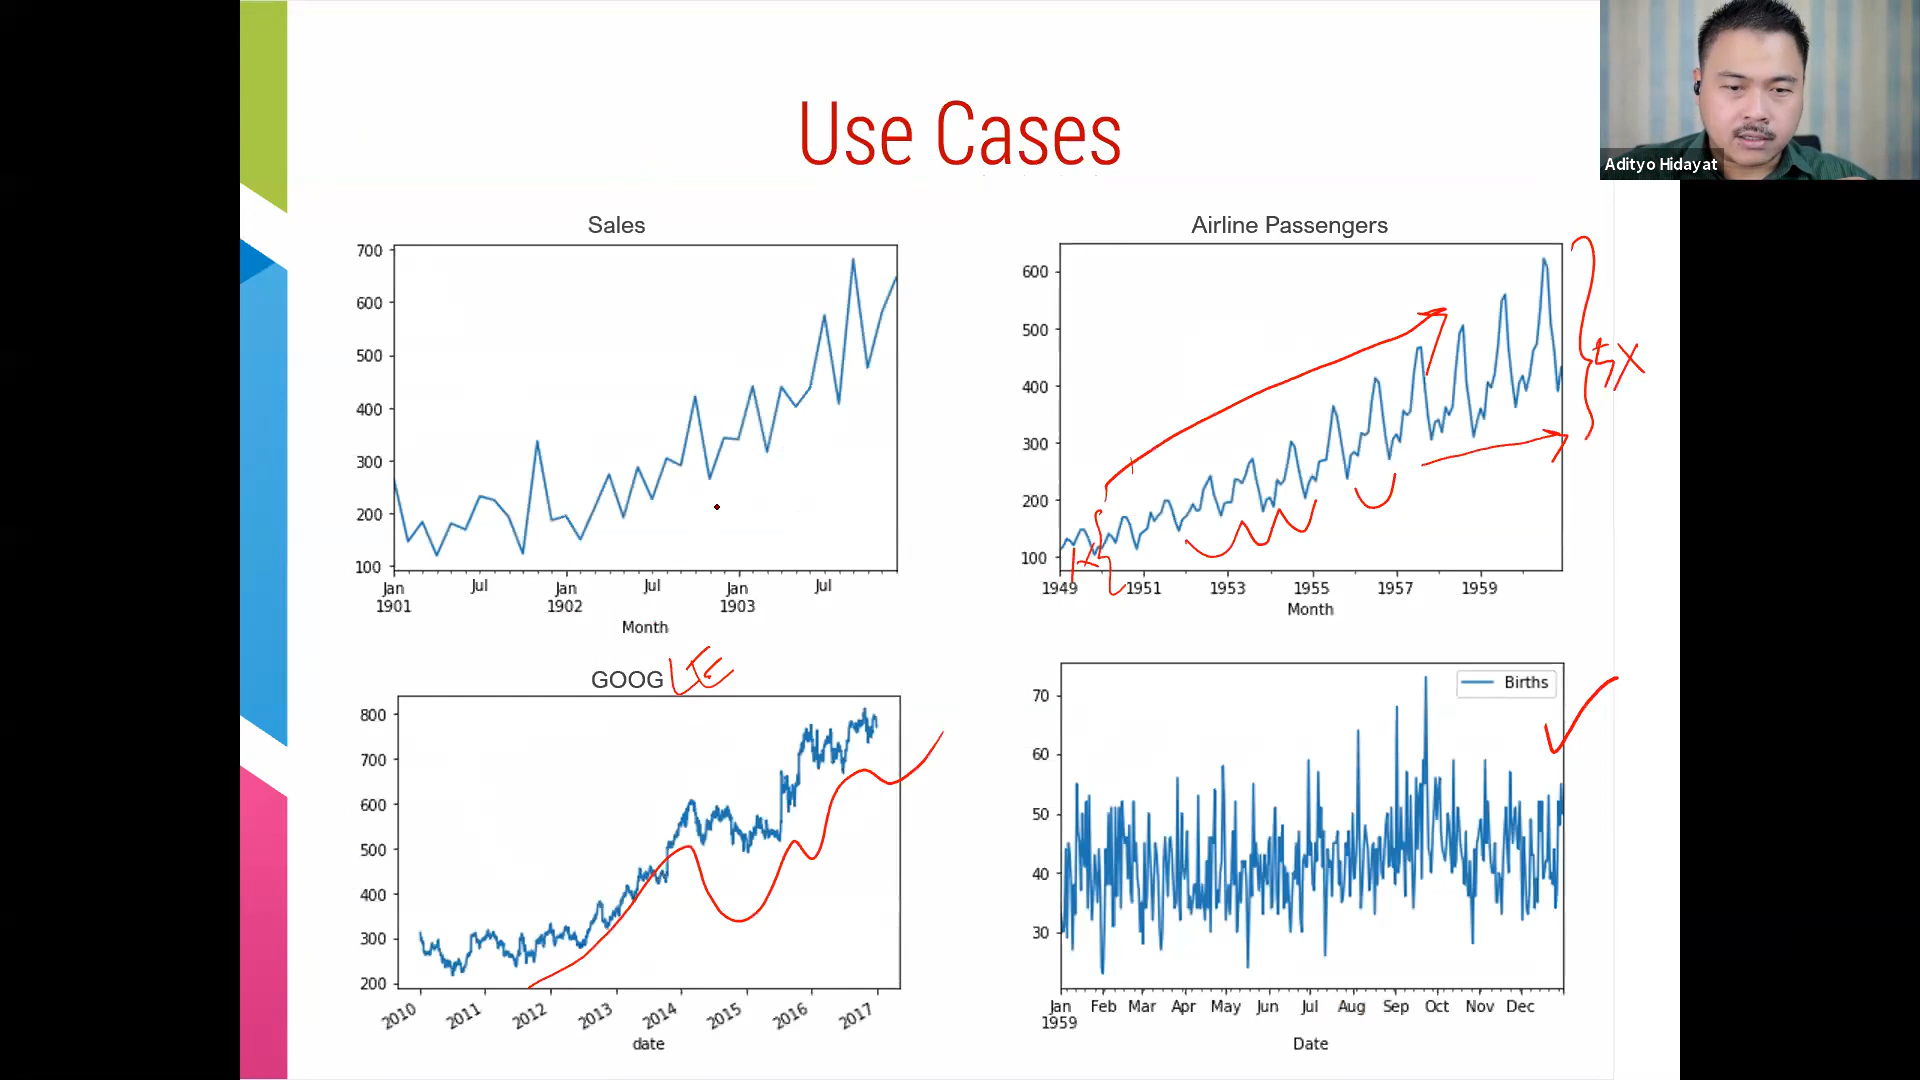 Use Cases
Adityo Hidayat
Sales
700
600
500
400
300
200
100
Jan
1901
Jul
Jan
1902
Jul
Jan
1903
Jul
Month
Airline Passengers
600
500
400
300
200
100
1949
1951
1953
1955
1957
1959
Month
1x
5x
GOOG LE
800
700
600
500
400
300
200
2010
2011
2012
2013
2014
2015
2016
2017
date
Births
70
60
50
40
30
Jan
1959
Feb
Mar
Apr
May
Jun
Jul
Aug
Sep
Oct
Nov
Dec
Date